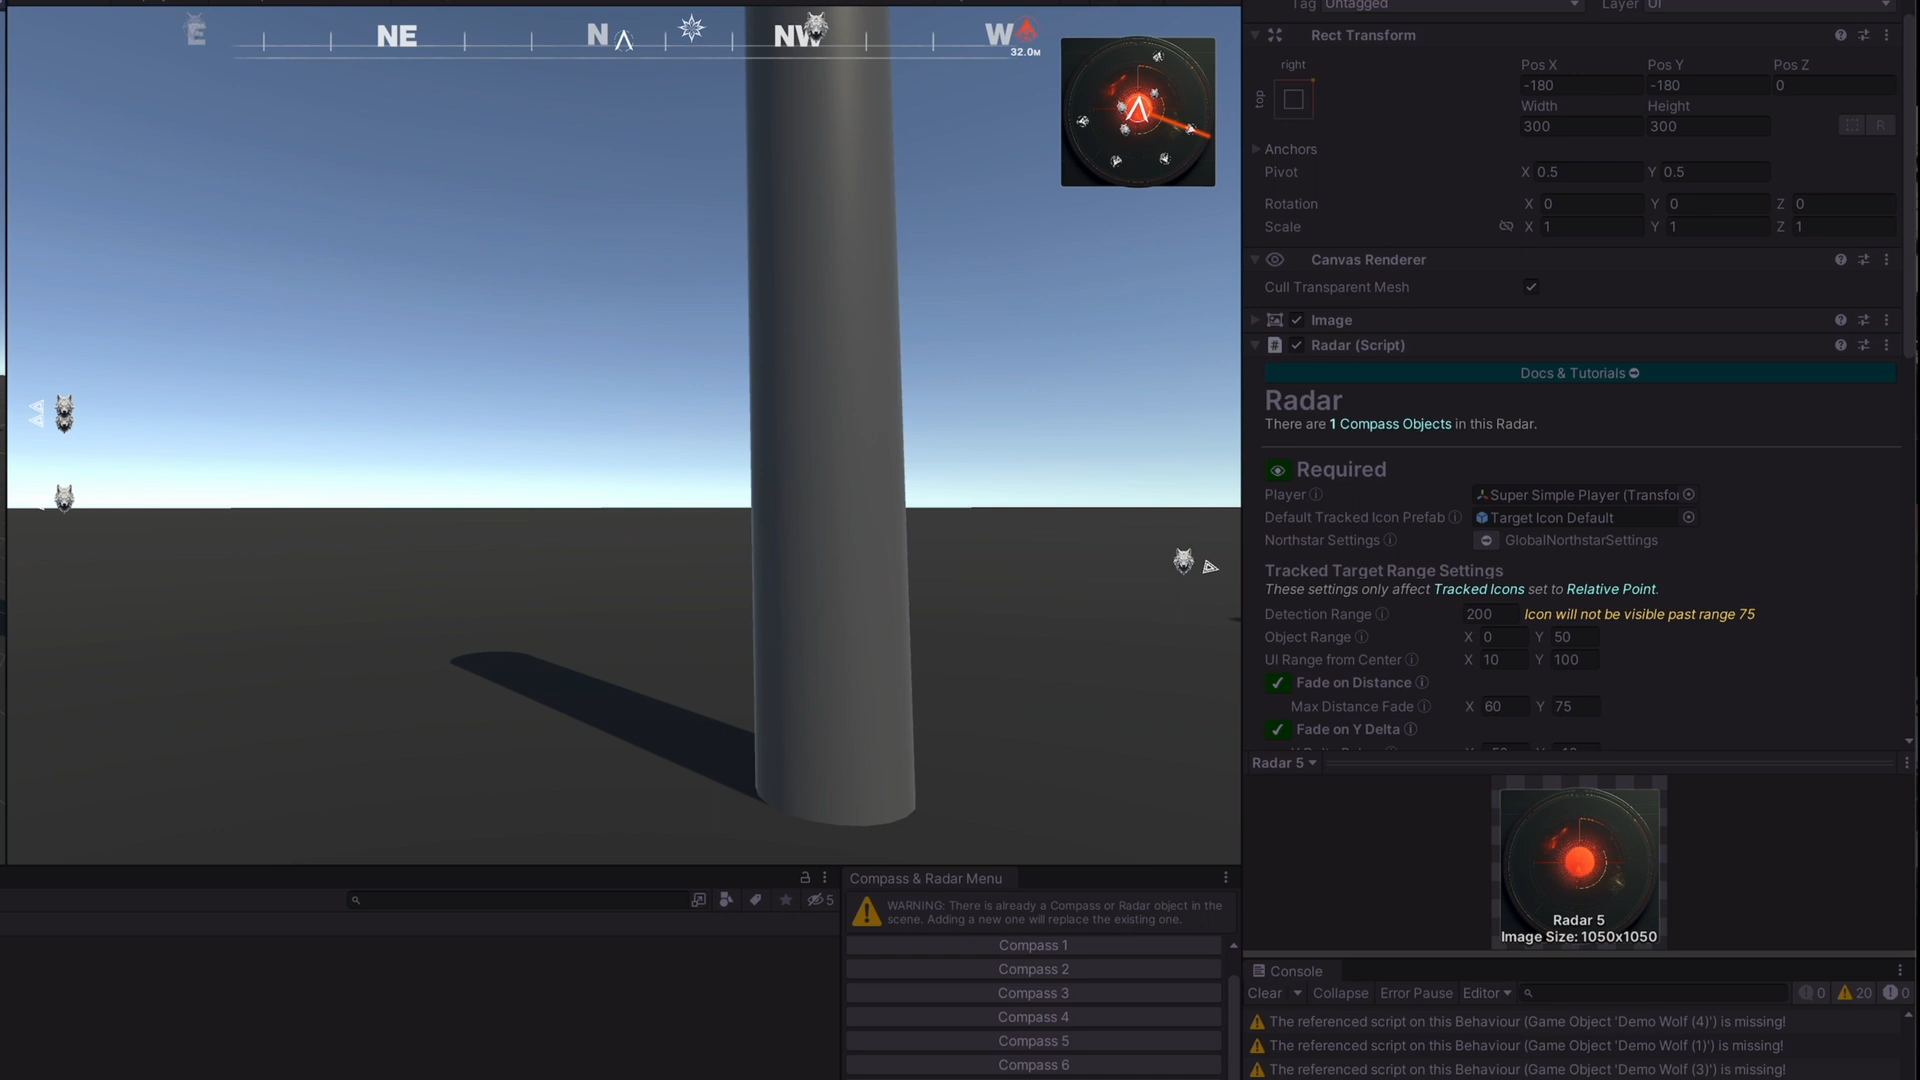 Tag Untagged Layer UI
E NE N NW W
32.0M
Rect Transform
right
top
Pos X Pos Y Pos Z
-180 -180 0
Width Height
300 300
R
Anchors
Pivot X 0.5 Y 0.5
Rotation X 0 Y 0 Z 0
Scale X 1 Y 1 Z 1
Canvas Renderer
Cull Transparent Mesh
Image
# Radar (Script)
Docs & Tutorials
Radar
There are 1 Compass Objects in this Radar.
Required
Player Super Simple Player (Transfo
Default Tracked Icon Prefab Target Icon Default
Northstar Settings GlobalNorthstarSettings
Tracked Target Range Settings
These settings only affect Tracked Icons set to Relative Point.
Detection Range 200 Icon will not be visible past range 75
Object Range X 0 Y 50
UI Range from Center X 10 Y 100
Fade on Distance
Max Distance Fade X 60 Y 75
Fade on Y Delta
Radar 5
Radar 5
Image Size: 1050x1050
5
Compass & Radar Menu
WARNING: There is already a Compass or Radar object in the
scene. Adding a new one will replace the existing one.
Compass 1
Compass 2
Compass 3
Compass 4
Compass 5
Compass 6
Console
Clear Collapse Error Pause Editor 0 20 0
The referenced script on this Behaviour (Game Object 'Demo Wolf (4)') is missing!
The referenced script on this Behaviour (Game Object 'Demo Wolf (1)') is missing!
The referenced script on this Behaviour (Game Object 'Demo Wolf (3)') is missing!